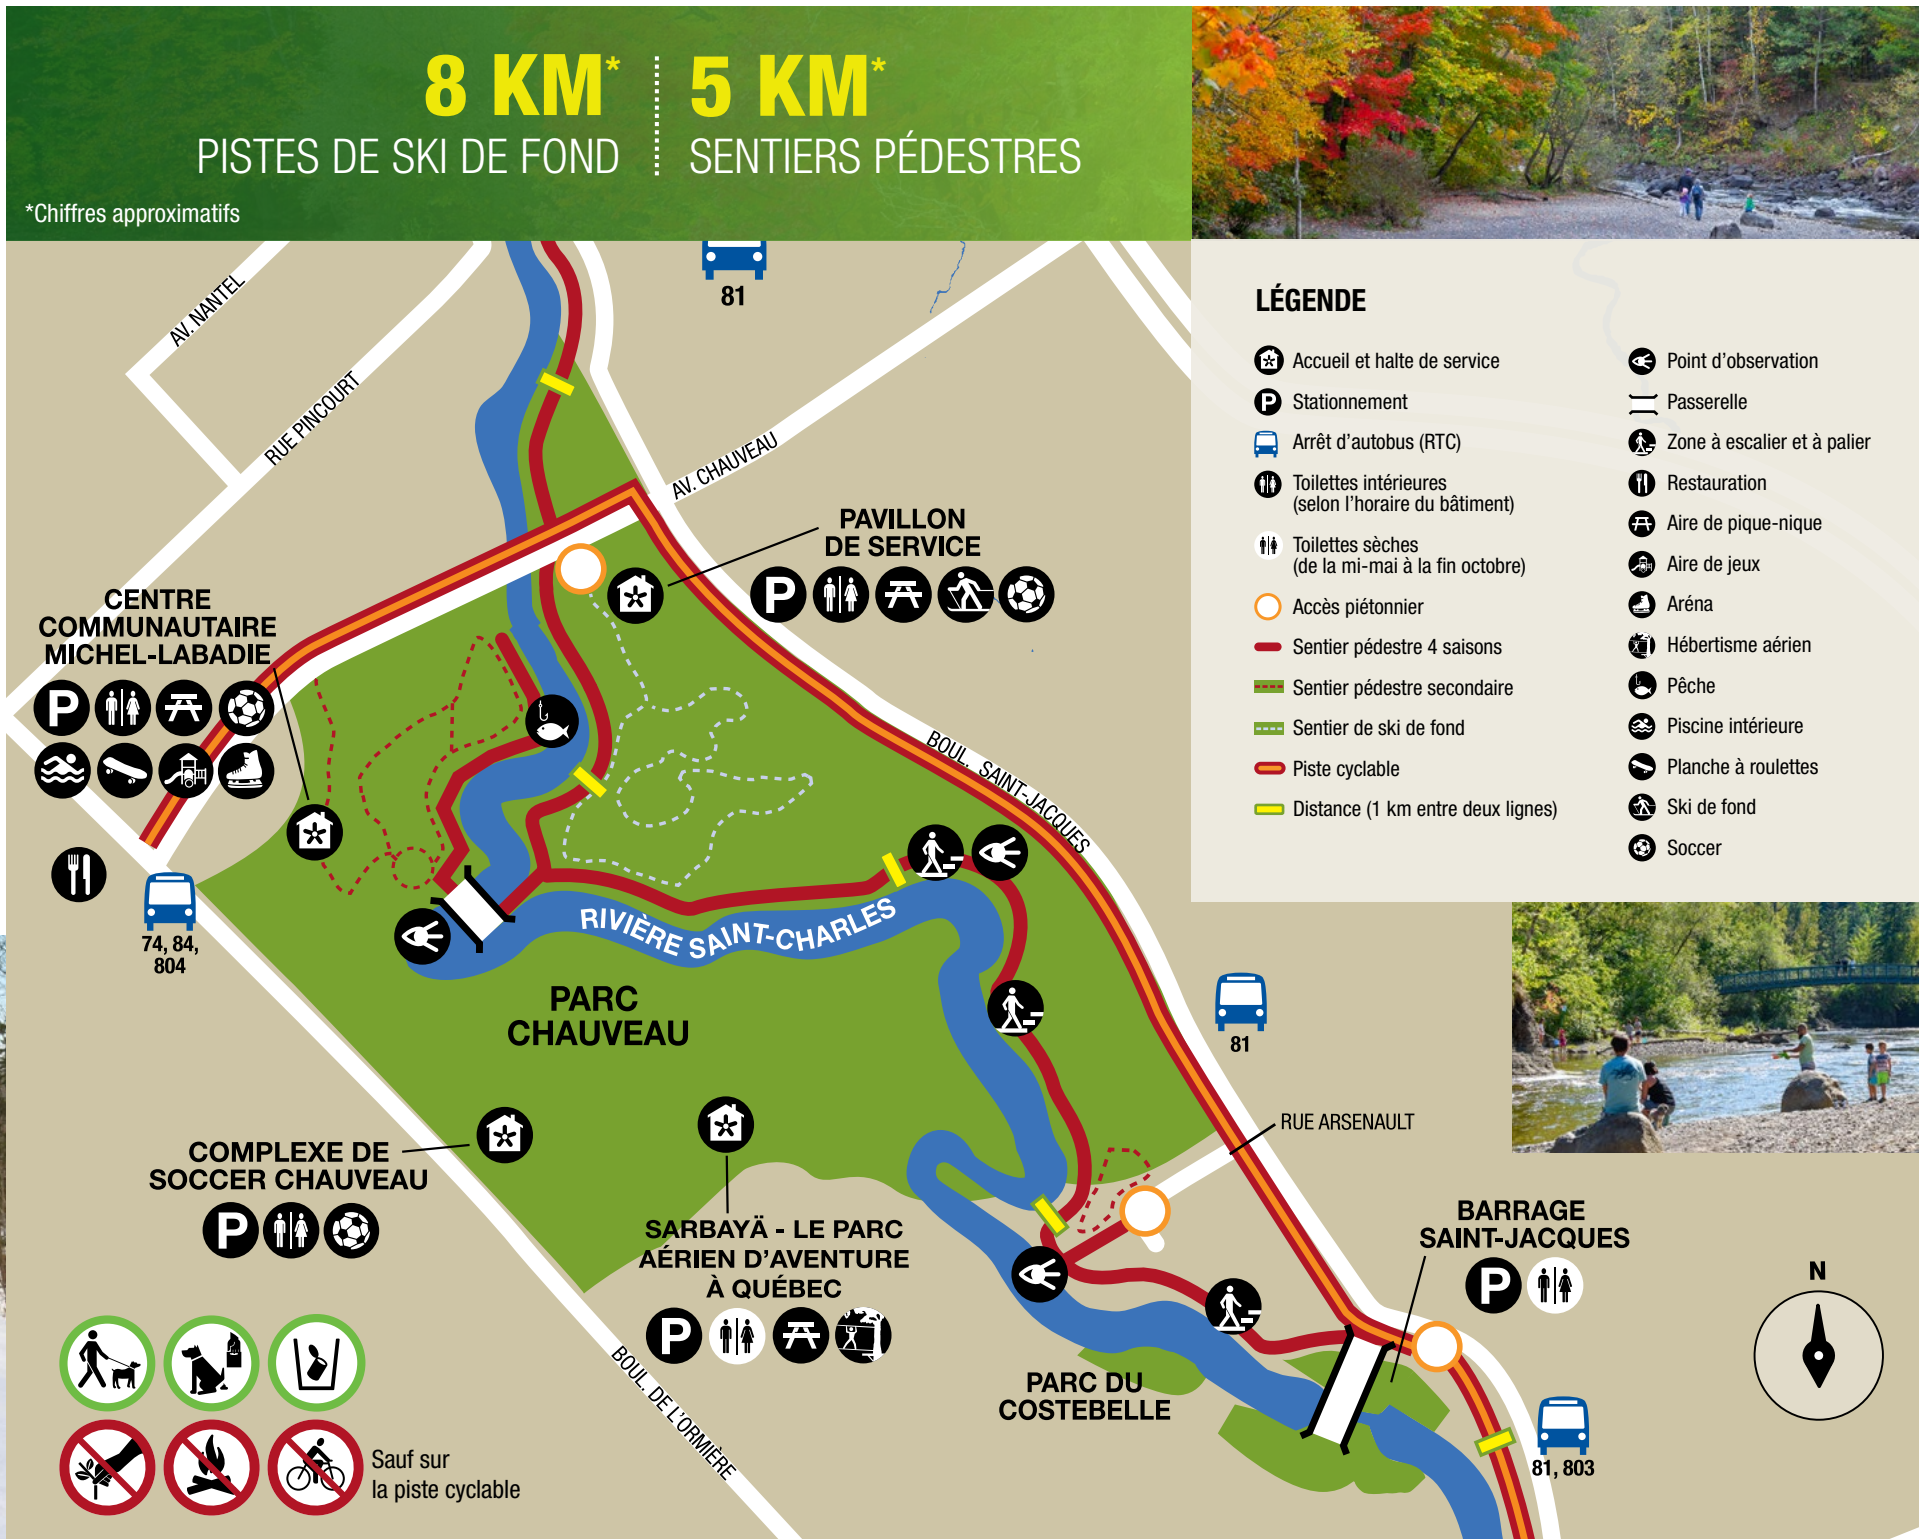 8 KM*
PISTES DE SKI DE FOND
5 KM*
SENTIERS PÉDESTRES
*Chiffres approximatifs
LÉGENDE
Accueil et halte de service
P Stationnement
Arrêt d'autobus (RTC)
Toilettes intérieures
(selon l'horaire du bâtiment)
Toilettes sèches
(de la mi-mai à la fin octobre)
Accès piétonnier
Sentier pédestre 4 saisons
Sentier pédestre secondaire
Sentier de ski de fond
Piste cyclable
Distance (1 km entre deux lignes)
Point d'observation
Passerelle
Zone à escalier et à palier
Restauration
Aire de pique-nique
Aire de jeux
Aréna
Hébertisme aérien
Pêche
Piscine intérieure
Planche à roulettes
Ski de fond
Soccer
AV. NANTEL
RUE PINCOURT
81
AV. CHAUVEAU
PAVILLON
DE SERVICE
P
CENTRE
COMMUNAUTAIRE
MICHEL-LABADIE
P
74, 84,
804
BOUL. SAINT-JACQUES
RIVIÈRE SAINT-CHARLES
PARC
CHAUVEAU
81
RUE ARSENAULT
COMPLEXE DE
SOCCER CHAUVEAU
P
SARBAYÄ - LE PARC
AÉRIEN D'AVENTURE
À QUÉBEC
P
BARRAGE
SAINT-JACQUES
P
N
BOUL. DE L'ORMIÈRE
PARC DU
COSTEBELLE
81, 803
Sauf sur
la piste cyclable